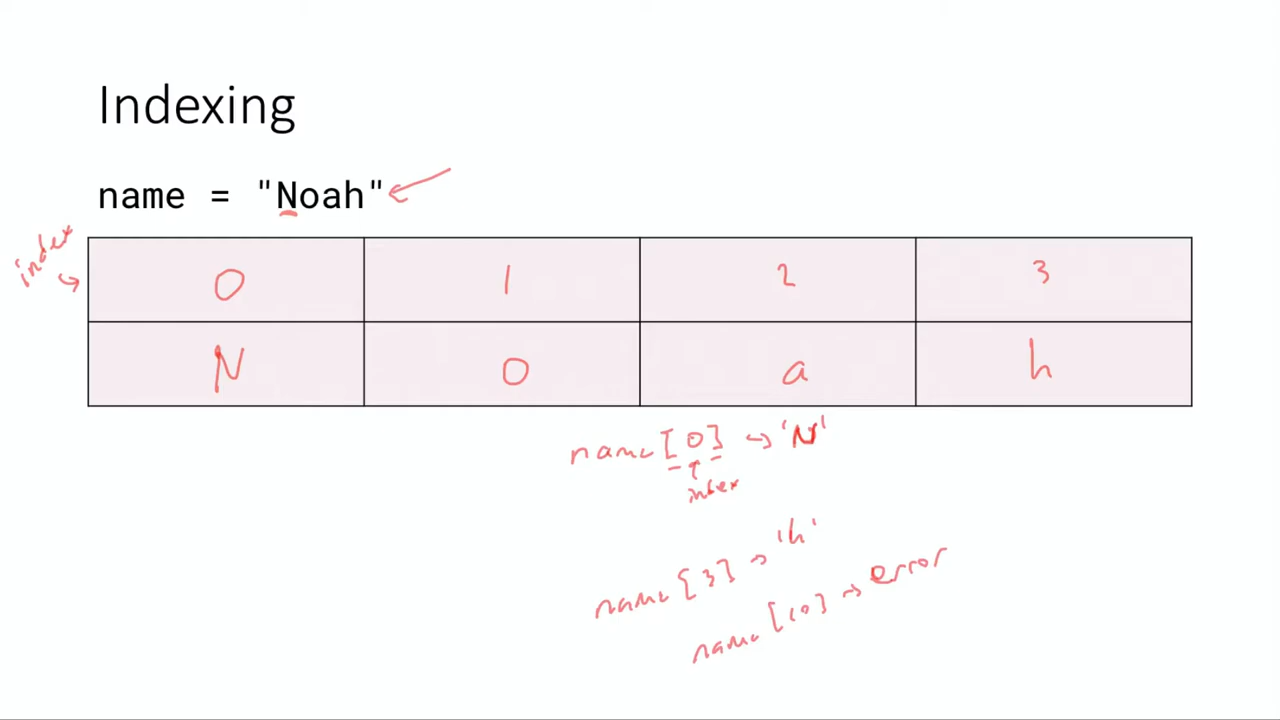 Indexing
name = "Noah"
index
0 1 2 3
N o a h
name[0] → 'N'
index
name[3] → 'h'
name[10] → error